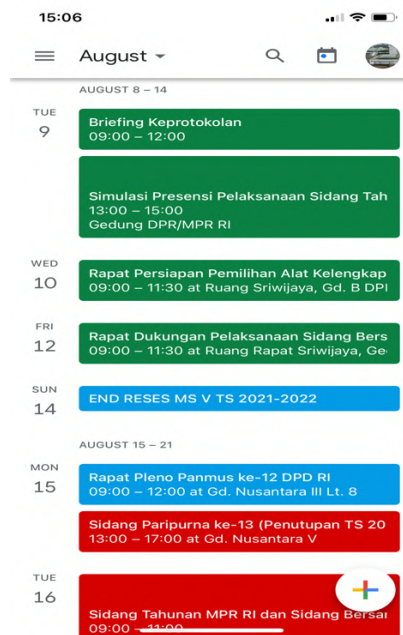 15:06
August
AUGUST 8 – 14
TUE
9
Briefing Keprotokolan
09:00 – 12:00
Simulasi Presensi Pelaksanaan Sidang Tah
13:00 – 15:00
Gedung DPR/MPR RI
WED
10
Rapat Persiapan Pemilihan Alat Kelengkap
09:00 – 11:30 at Ruang Sriwijaya, Gd. B DPI
FRI
12
Rapat Dukungan Pelaksanaan Sidang Bers
09:00 – 11:30 at Ruang Rapat Sriwijaya, Ge
SUN
14
END RESES MS V TS 2021-2022
AUGUST 15 – 21
MON
15
Rapat Pleno Panmus ke-12 DPD RI
09:00 – 12:00 at Gd. Nusantara III Lt. 8
Sidang Paripurna ke-13 (Penutupan TS 20
13:00 – 17:00 at Gd. Nusantara V
TUE
16
Sidang Tahunan MPR RI dan Sidang Bersai
09:00 – 11:00